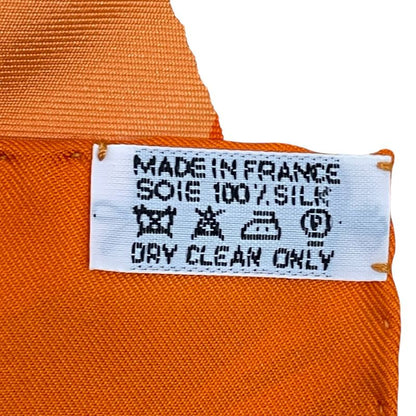 MADE IN FRANCE
SOIE 100% SILK
P
DRY CLEAN ONLY